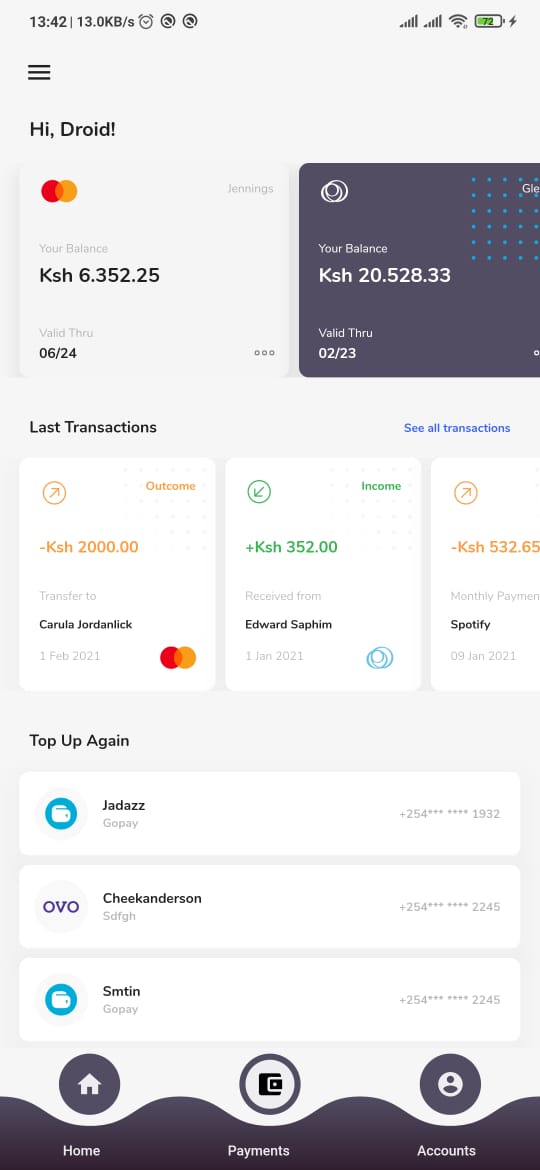 13:42 | 13.0KB/s
72
Hi, Droid!
Jennings
Your Balance
Ksh 6.352.25
Valid Thru
06/24
Gle
Your Balance
Ksh 20.528.33
Valid Thru
02/23
Last Transactions
See all transactions
Outcome
-Ksh 2000.00
Transfer to
Carula Jordanlick
1 Feb 2021
Income
+Ksh 352.00
Received from
Edward Saphim
1 Jan 2021
-Ksh 532.65
Monthly Paymen
Spotify
09 Jan 2021
Top Up Again
Jadazz
Gopay
+254*** **** 1932
OVO
Cheekanderson
Sdfgh
+254*** **** 2245
Smtin
Gopay
+254*** **** 2245
Home
Payments
Accounts